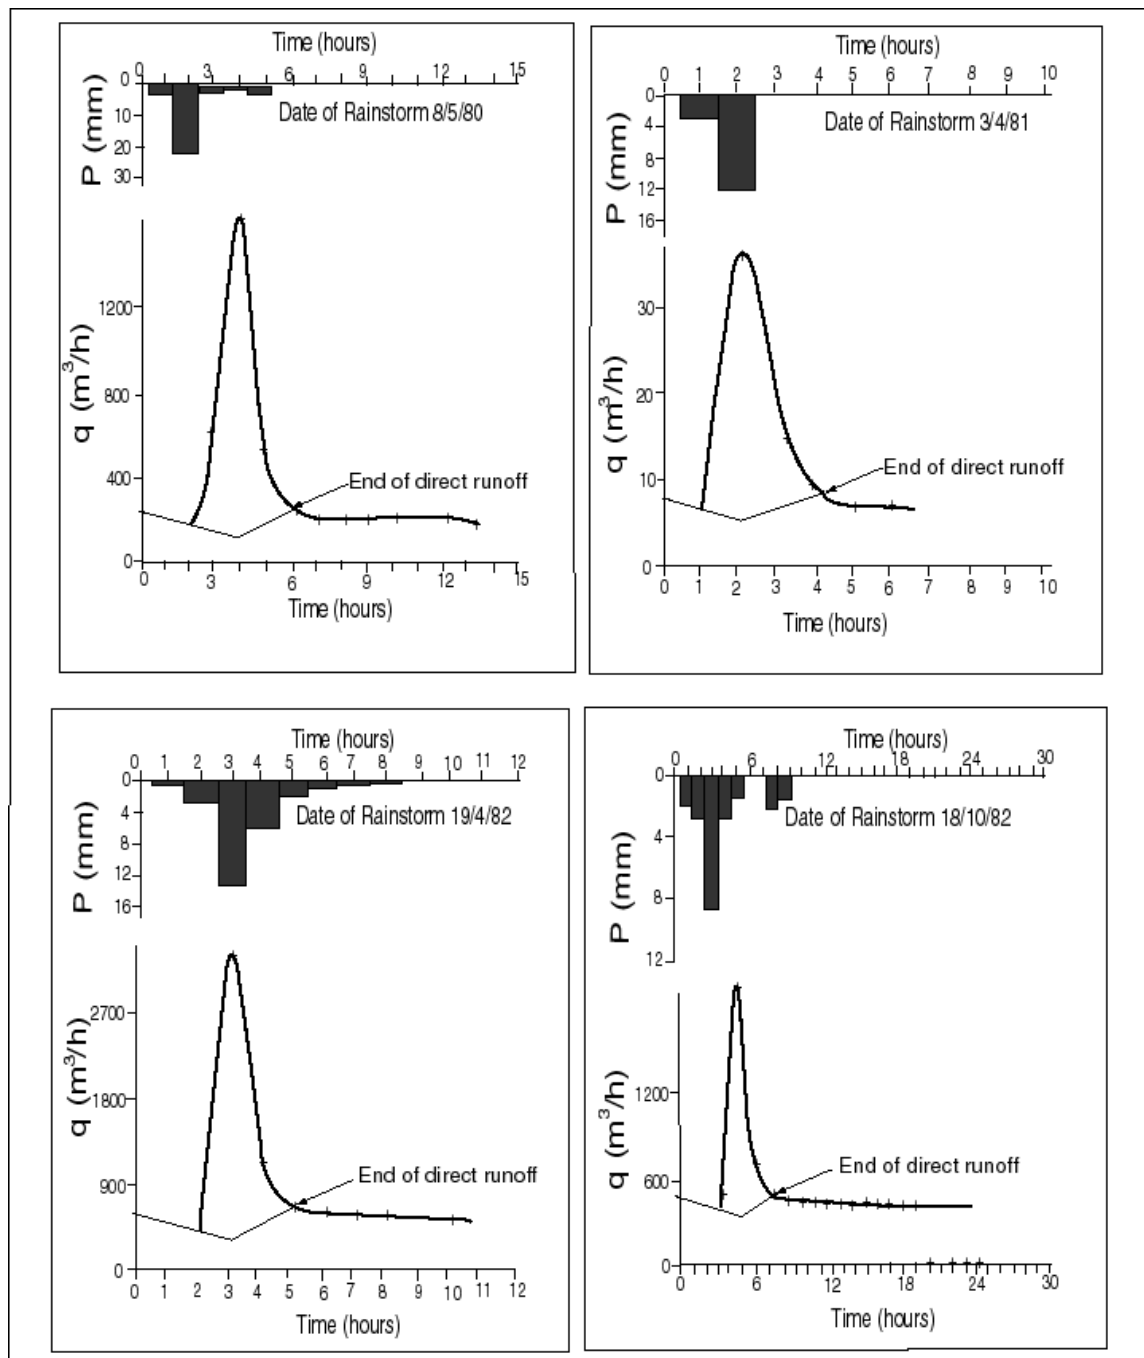 Time (hours)
0 3 6 9 12 15
0
10
20
30
P (mm)
Date of Rainstorm 8/5/80
1200
800
400
0
q (m³/h)
End of direct runoff
0 3 6 9 12 15
Time (hours)
Time (hours)
0 1 2 3 4 5 6 7 8 9 10
0
4
8
12
16
P (mm)
Date of Rainstorm 3/4/81
30
20
10
0
q (m³/h)
End of direct runoff
0 1 2 3 4 5 6 7 8 9 10
Time (hours)
Time (hours)
0 1 2 3 4 5 6 7 8 9 10 11 12
0
4
8
12
16
P (mm)
Date of Rainstorm 19/4/82
2700
1800
900
0
q (m³/h)
End of direct runoff
0 1 2 3 4 5 6 7 8 9 10 11 12
Time (hours)
Time (hours)
0 6 12 18 24 30
0
4
8
12
P (mm)
Date of Rainstorm 18/10/82
1200
600
0
q (m³/h)
End of direct runoff
0 6 12 18 24 30
Time (hours)